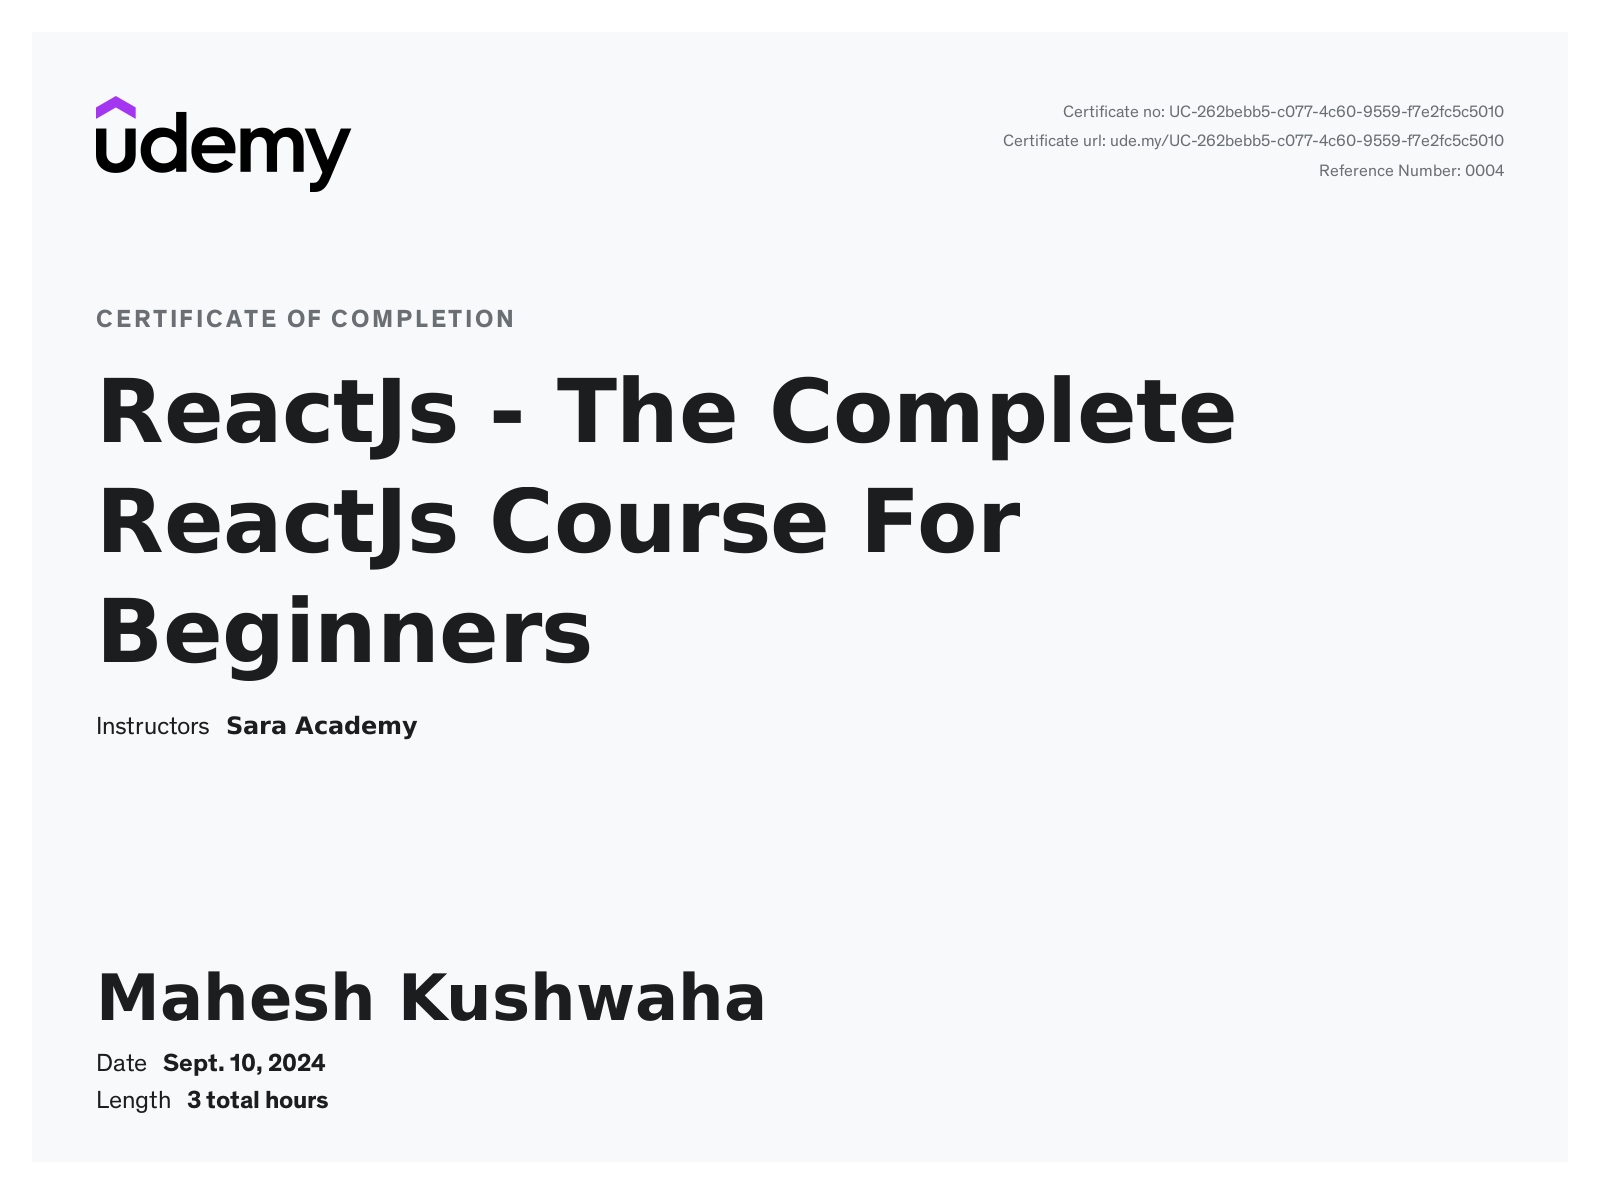 udemy
Certificate no: UC-262bebb5-c077-4c60-9559-f7e2fc5c5010
Certificate url: ude.my/UC-262bebb5-c077-4c60-9559-f7e2fc5c5010
Reference Number: 0004
CERTIFICATE OF COMPLETION
ReactJs - The Complete
ReactJs Course For
Beginners
Instructors Sara Academy
Mahesh Kushwaha
Date Sept. 10, 2024
Length 3 total hours